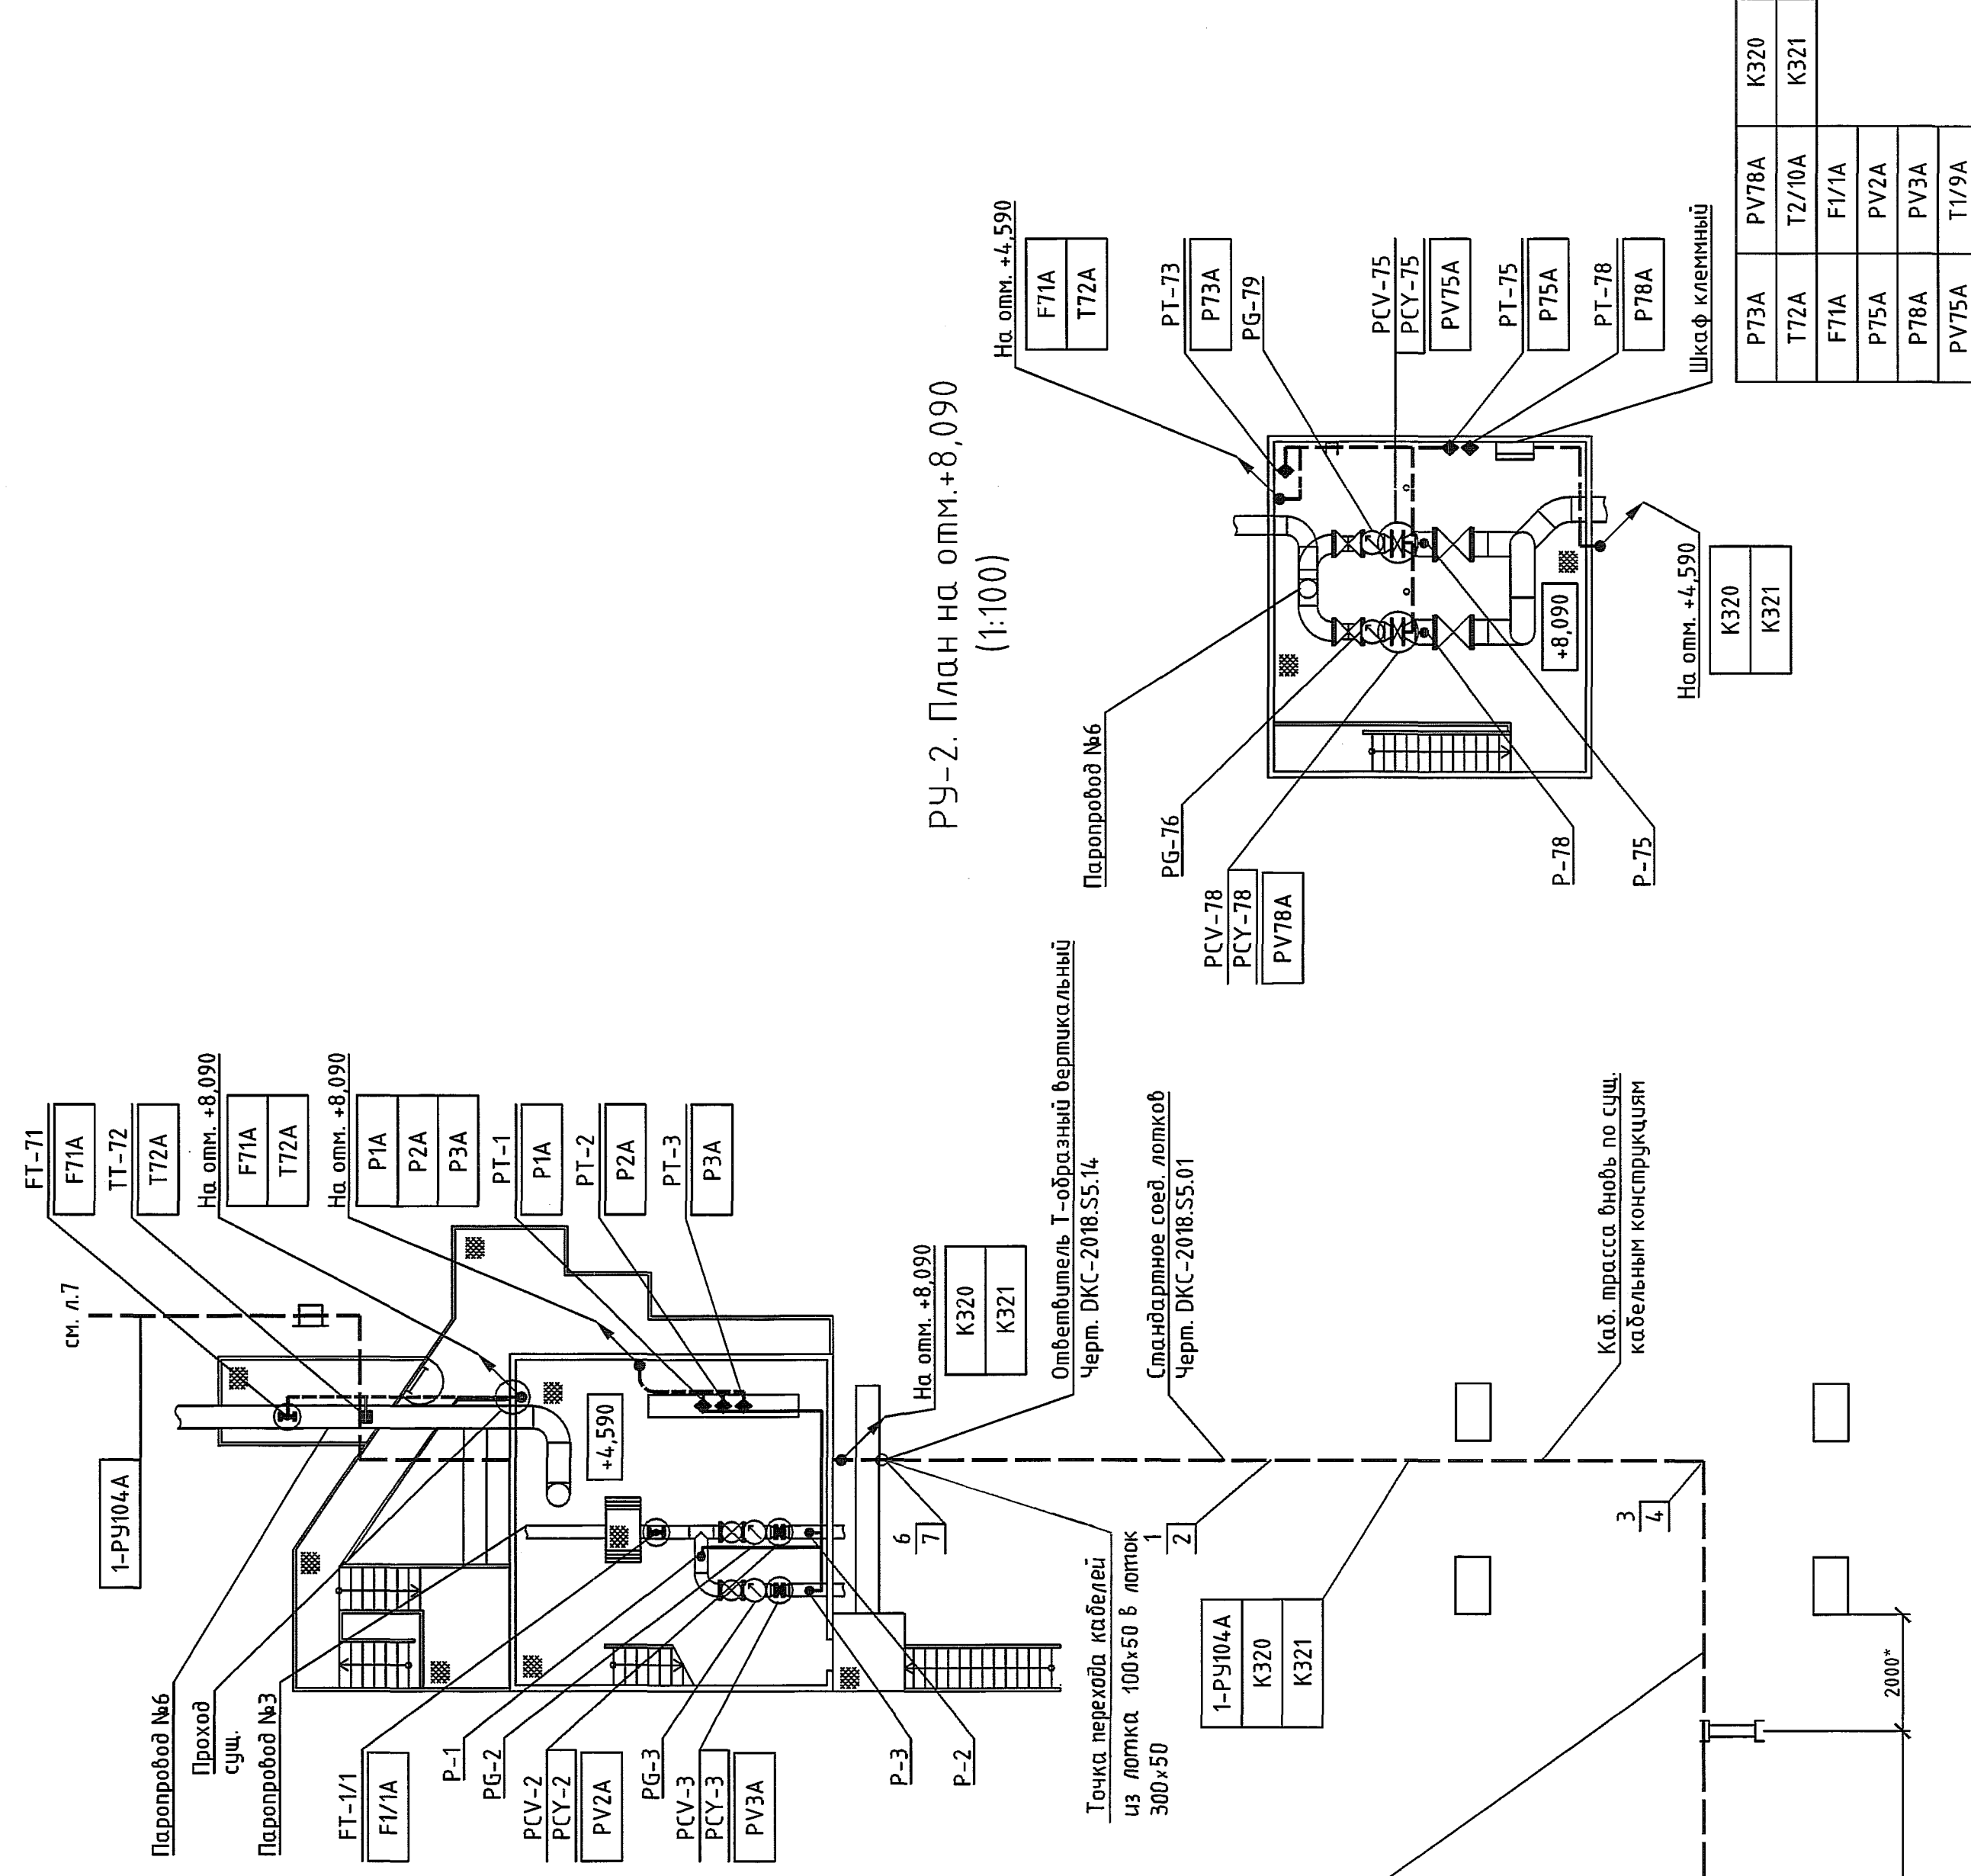 РУ-2. План на отм.+8,090
(1:100)
см. л.7
1-РУ104А
FT-71
F71A
TT-72
T72A
На отм. +8,090
F71A
T72A
На отм. +8,090
P1A
P2A
P3A
PT-1
P1A
PT-2
P2A
PT-3
P3A
На отм. +8,090
К320
К321
Ответвитель Т-образный вертикальный
Черт. DKC-2018.S5.14
Стандартное соед. лотков
Черт. DKC-2018.S5.01
Каб. трасса вновь по сущ.
кабельным конструкциям
+4,590
Паропровод №6
Проход
сущ.
Паропровод №3
FT-1/1
F1/1A
P-1
PG-2
PCV-2
PCY-2
PV2A
PG-3
PCV-3
PCY-3
PV3A
P-3
P-2
6
7
Точка перехода кабелей
из лотка 100х50 в лоток
300х50
1
2
1-РУ104А
К320
К321
3
4
2000*
На отм. +4,590
F71A
T72A
PT-73
P73A
PG-79
PCV-75
PCY-75
PV75A
PT-75
P75A
PT-78
P78A
Шкаф клеммный
Паропровод №6
PG-76
PCV-78
PCY-78
PV78A
P-78
P-75
+8,090
На отм. +4,590
К320
К321
P73A PV78A К320
T72A T2/10A К321
F71A F1/1A
P75A PV2A
P78A PV3A
PV75A T1/9A